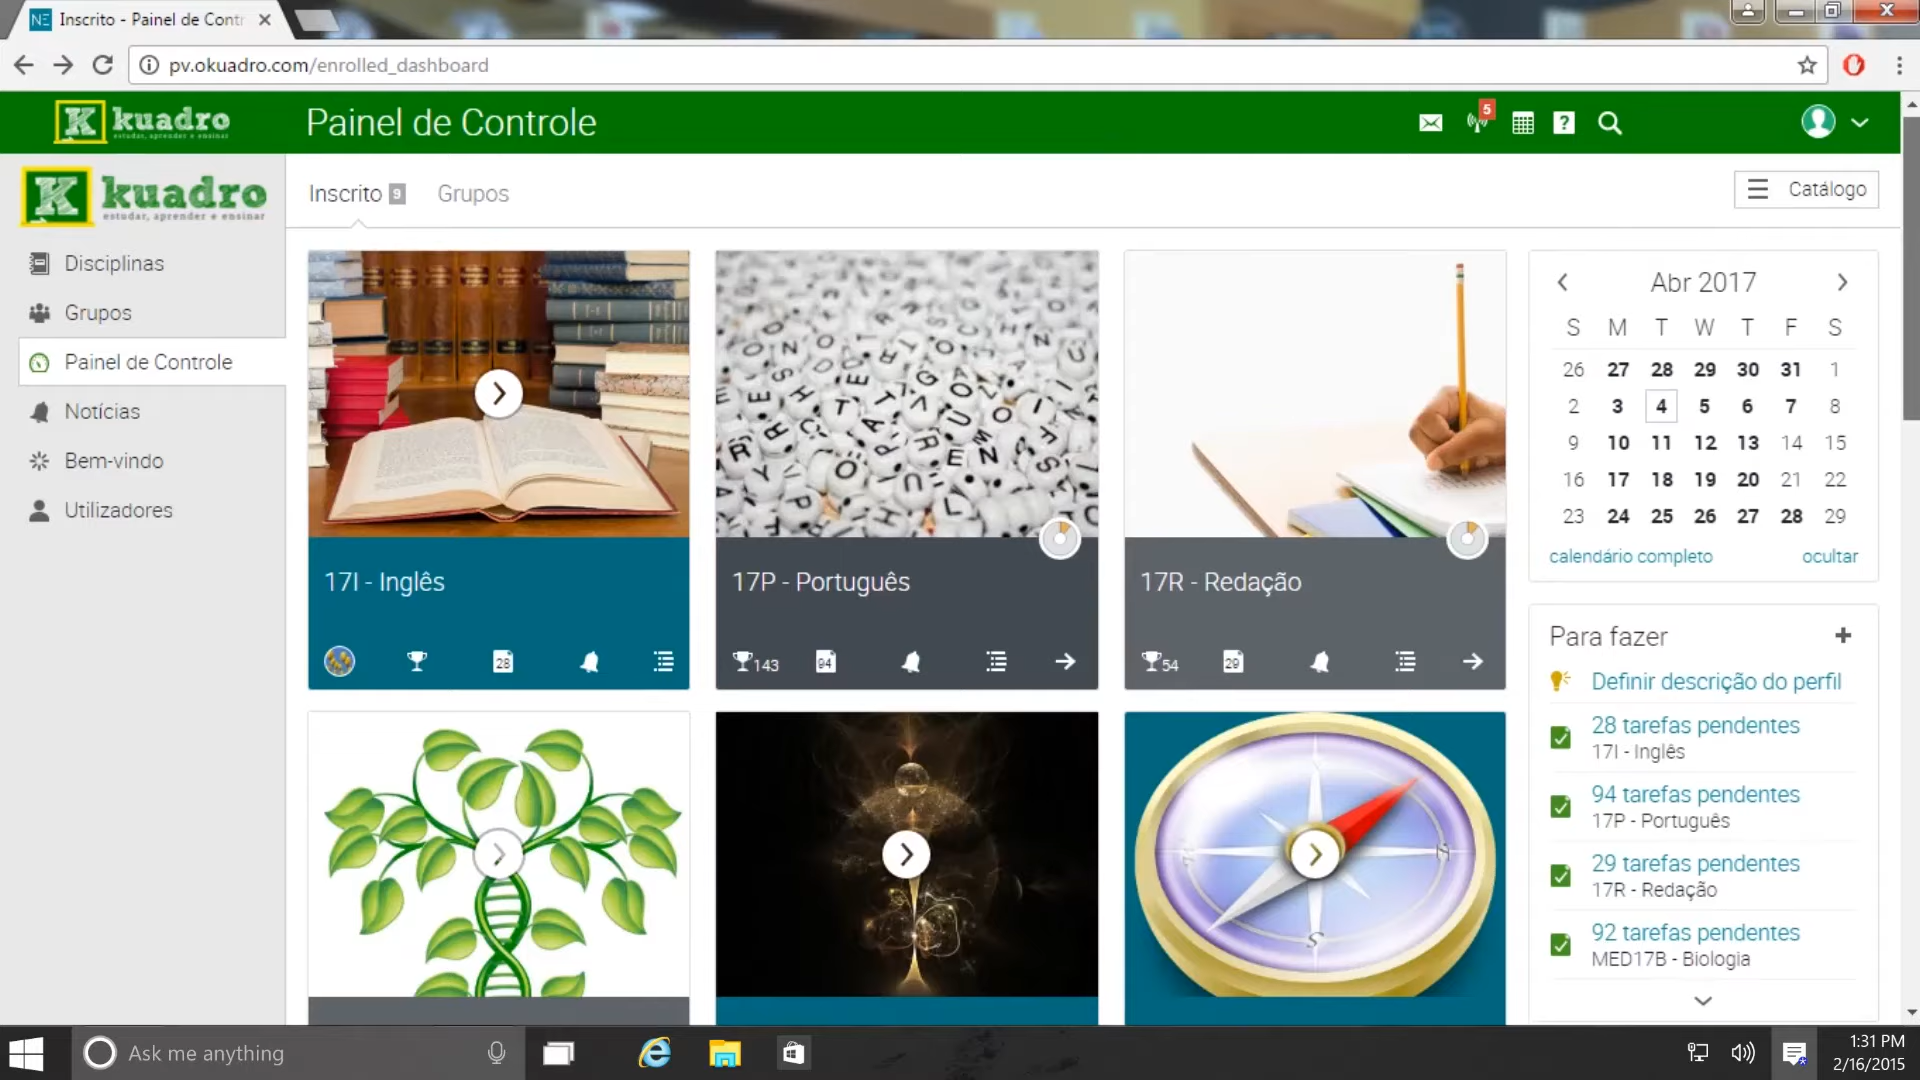 Inscrito - Painel de Contr
pv.okuadro.com/enrolled_dashboard
K kuadro
estudar, aprender e ensinar
Painel de Controle
5
K kuadro
estudar, aprender e ensinar
Disciplinas
Grupos
Painel de Controle
Notícias
Bem-vindo
Utilizadores
Inscrito 9
Grupos
Catálogo
17I - Inglês
28
17P - Português
143
94
17R - Redação
54
29
Abr 2017
S M T W T F S
26 27 28 29 30 31 1
2 3 4 5 6 7 8
9 10 11 12 13 14 15
16 17 18 19 20 21 22
23 24 25 26 27 28 29
calendário completo ocultar
Para fazer
Definir descrição do perfil
28 tarefas pendentes
17I - Inglês
94 tarefas pendentes
17P - Português
29 tarefas pendentes
17R - Redação
92 tarefas pendentes
MED17B - Biologia
Ask me anything
1:31 PM
2/16/2015